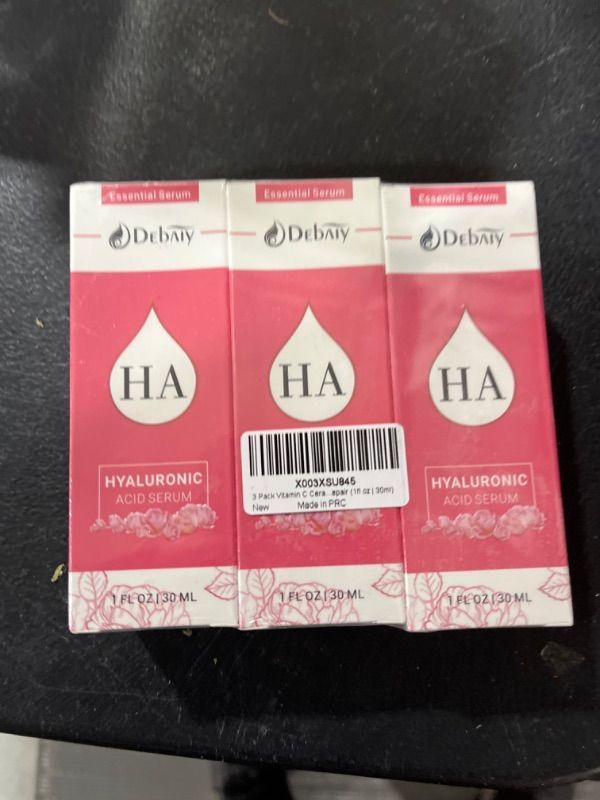 Essential Serum
DEBAIY
HA
HYALURONIC
ACID SERUM
1 FL OZ | 30 ML
Essential Serum
DEBAIY
HA
X003XSU845
3 Pack Vitamin C Cera...epair (1fl oz | 30ml)
New
Made in PRC
1 FL OZ | 30 ML
Essential Serum
DEBAIY
HA
HYALURONIC
ACID SERUM
1 FL OZ | 30 ML